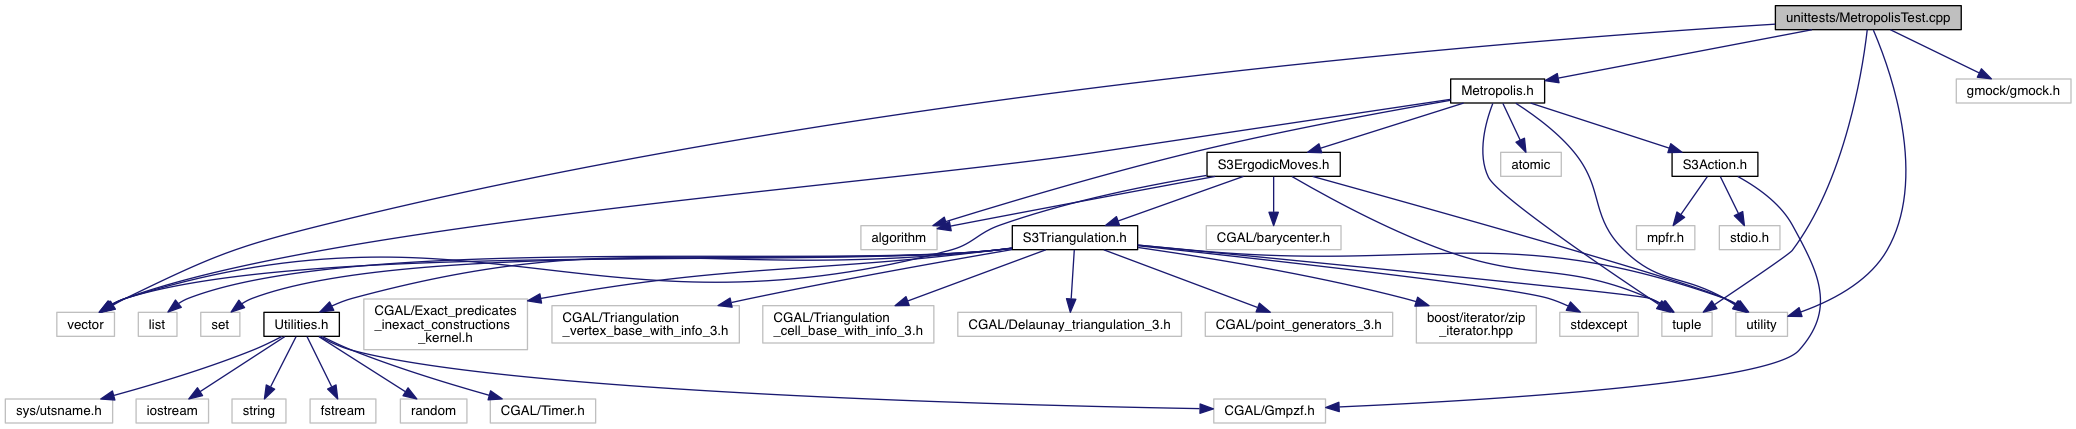 unittests/MetropolisTest.cpp
Metropolis.h
gmock/gmock.h
S3ErgodicMoves.h
atomic
S3Action.h
algorithm
S3Triangulation.h
CGAL/barycenter.h
mpfr.h
stdio.h
vector
list
set
Utilities.h
CGAL/Exact_predicates
_inexact_constructions
_kernel.h
CGAL/Triangulation
_vertex_base_with_info_3.h
CGAL/Triangulation
_cell_base_with_info_3.h
CGAL/Delaunay_triangulation_3.h
CGAL/point_generators_3.h
boost/iterator/zip
_iterator.hpp
stdexcept
tuple
utility
sys/utsname.h
iostream
string
fstream
random
CGAL/Timer.h
CGAL/Gmpzf.h